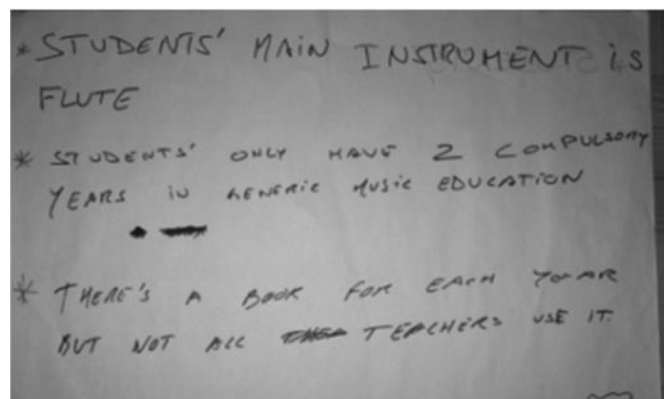 * STUDENTS' MAIN INSTRUMENT iS
FLUTE
* STUDENTS' ONLY HAVE 2 COMPULSORY
YEARS iN GENERIC MUSIC EDUCATION
* THERE'S A BOOK FOR EACH YEAR
BUT NOT ALL TEACHERS USE IT.